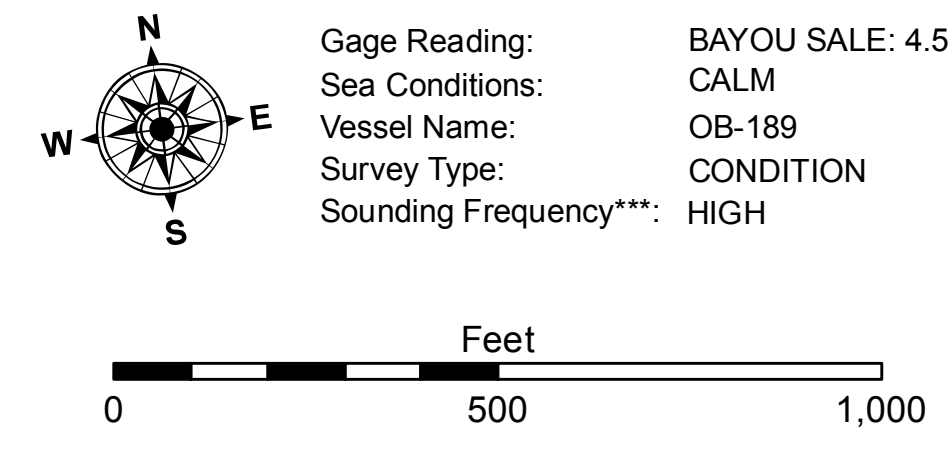 N
W
E
S
Gage Reading: BAYOU SALE: 4.5
Sea Conditions: CALM
Vessel Name: OB-189
Survey Type: CONDITION
Sounding Frequency***: HIGH
Feet
0 500 1,000